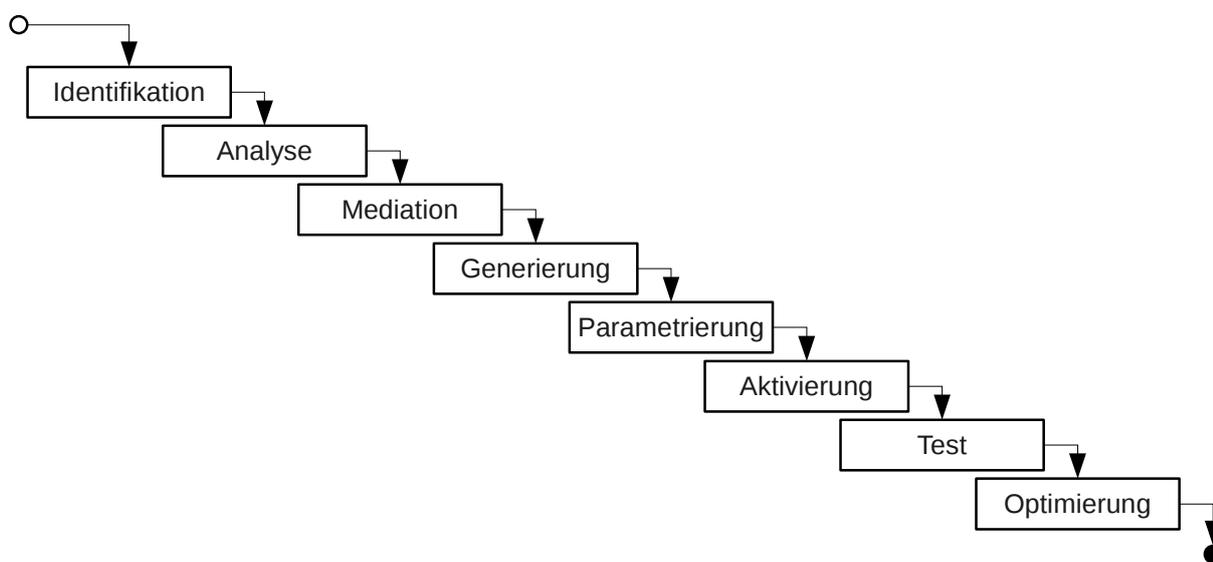 Identifikation
Analyse
Mediation
Generierung
Parametrierung
Aktivierung
Test
Optimierung